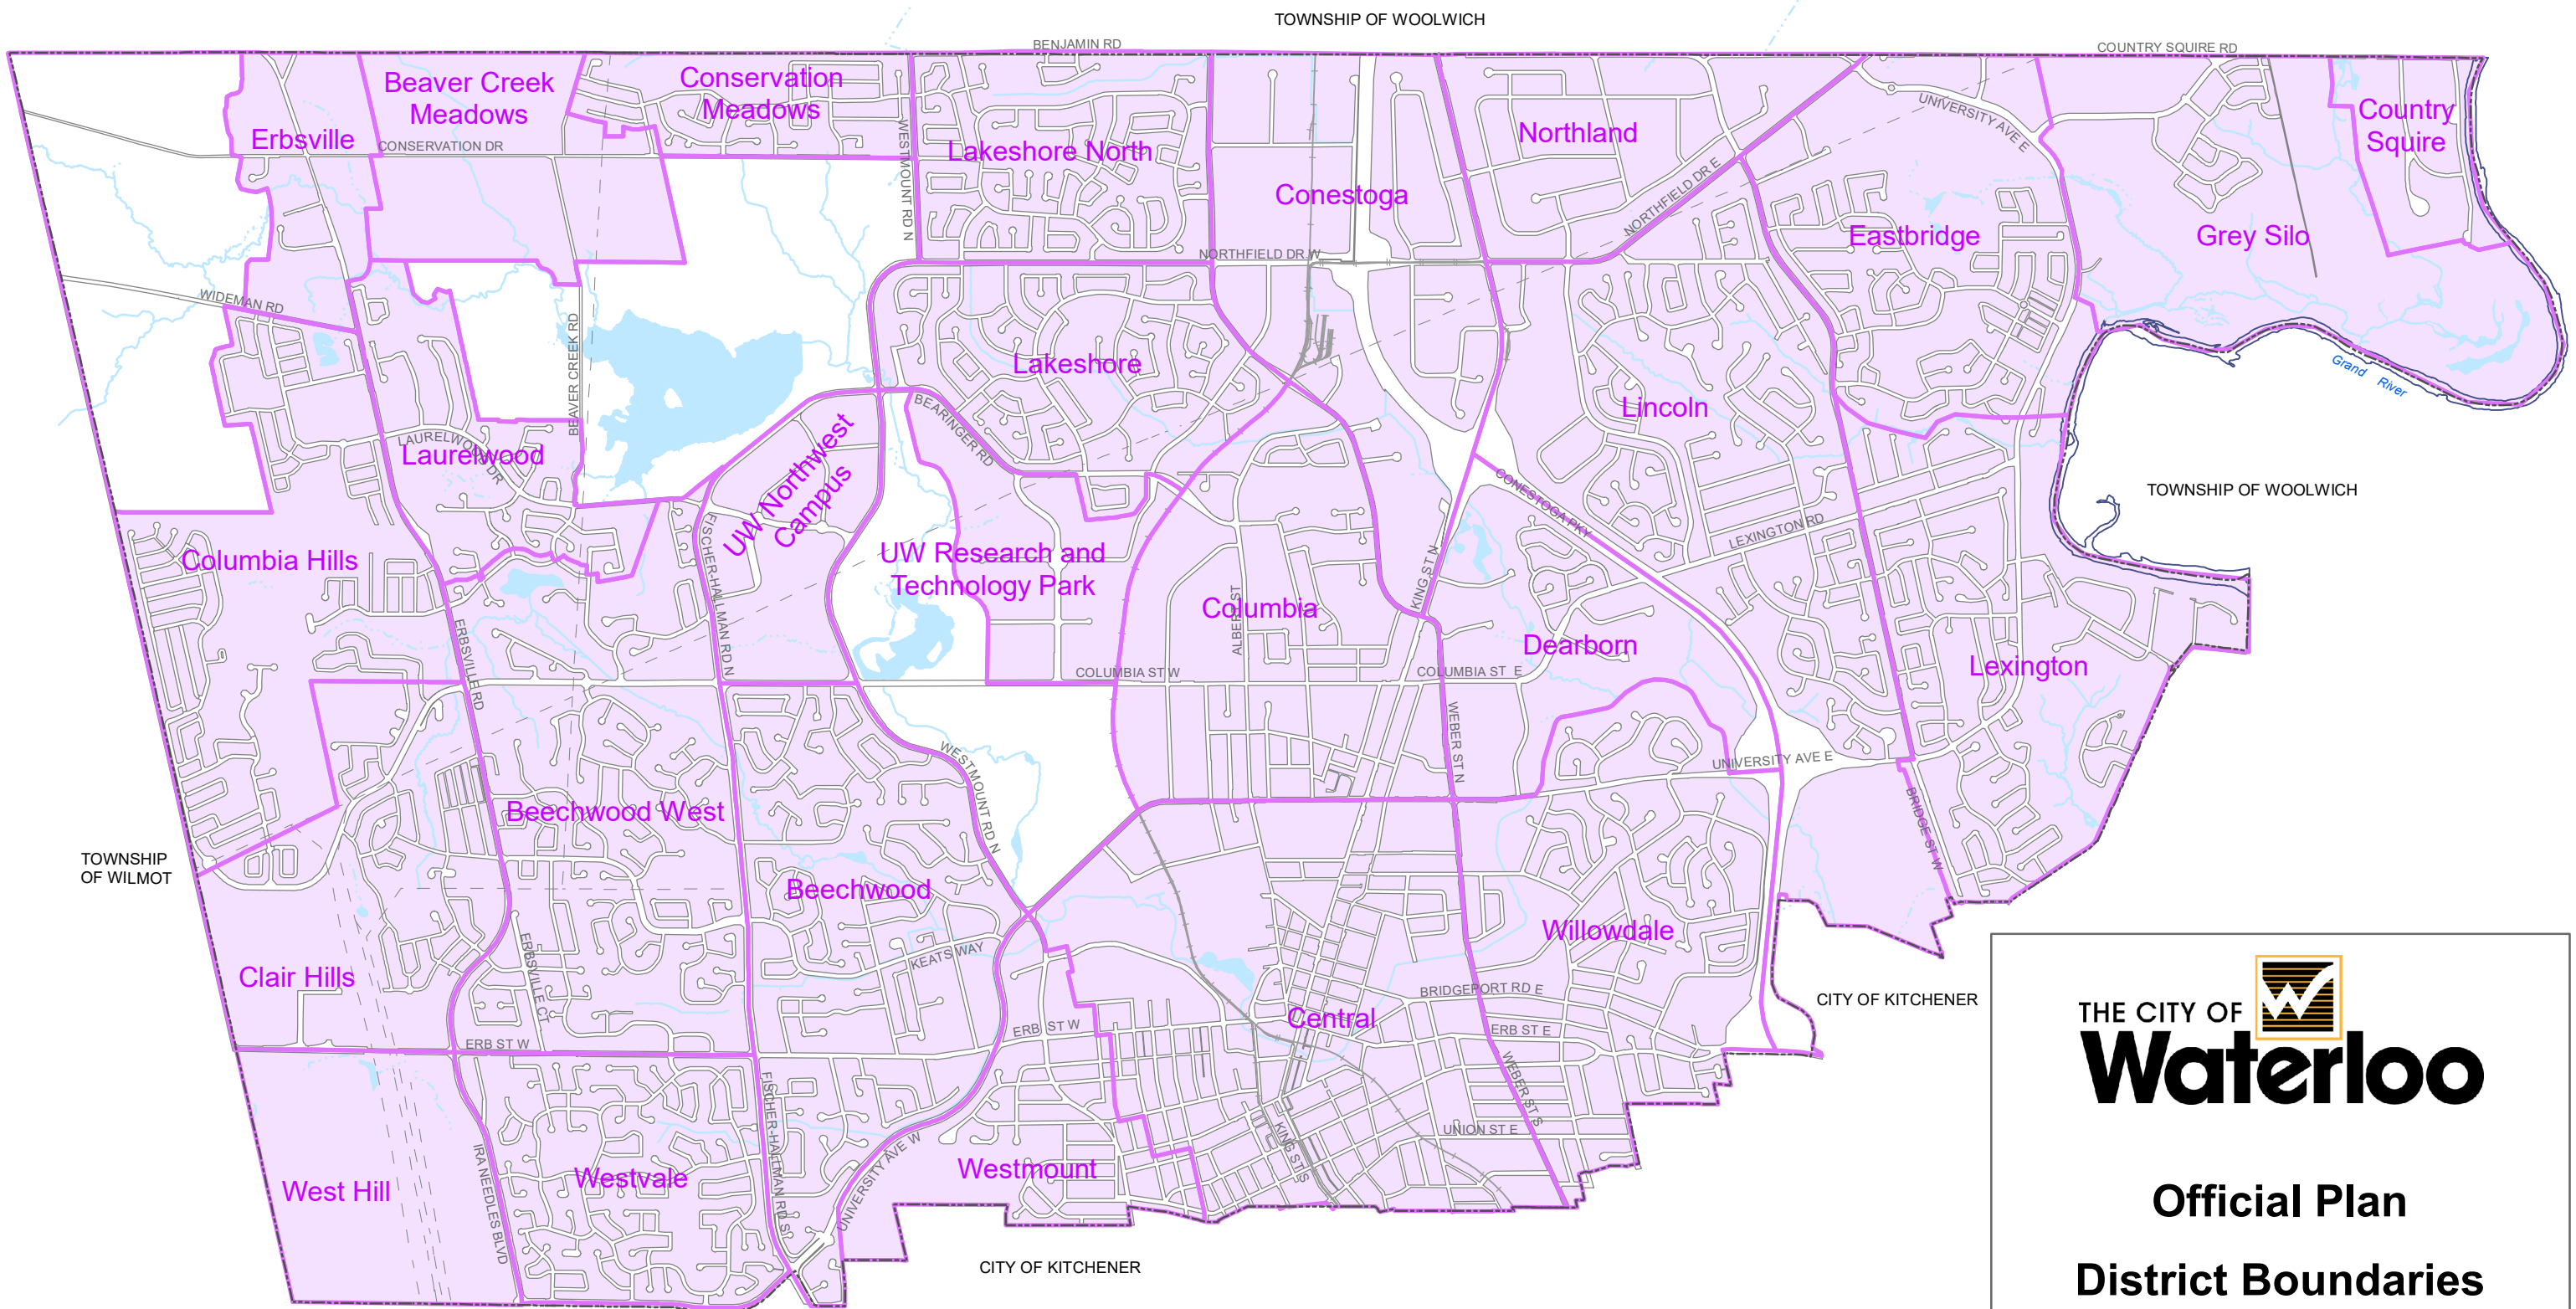 TOWNSHIP OF WOOLWICH
BENJAMIN RD
COUNTRY SQUIRE RD
Beaver Creek
Meadows
Conservation
Meadows
Erbsville
CONSERVATION DR
WESTMOUNT RD N
Lakeshore North
Conestoga
Northland
NORTHFIELD DR E
UNIVERSITY AVE E
Country
Squire
Eastbridge
Grey Silo
NORTHFIELD DR W
WIDEMAN RD
BEAVER CREEK RD
Lakeshore
Lincoln
Grand River
BEARINGER RD
LAURELWOOD DR
Laurelwood
UW Northwest
Campus
CONESTOGA PKY
LEXINGTON RD
TOWNSHIP OF WOOLWICH
Columbia Hills
FISCHER-HALLMAN RD N
UW Research and
Technology Park
ALBERT ST
Columbia
KING ST N
Dearborn
Lexington
ERBSVILLE RD
COLUMBIA ST W
COLUMBIA ST E
WEBER ST N
WESTMOUNT RD N
UNIVERSITY AVE E
BRIDGE ST W
Beechwood West
TOWNSHIP
OF WILMOT
Beechwood
Willowdale
KEATS WAY
ERBSVILLE CT
Clair Hills
BRIDGEPORT RD E
CITY OF KITCHENER
Central
ERB ST W
ERB ST W
ERB ST E
WEBER ST S
FISCHER-HALLMAN RD S
UNION ST E
KING ST S
UNIVERSITY AVE W
IRA NEEDLES BLVD
Westmount
Westvale
West Hill
CITY OF KITCHENER
THE CITY OF
Waterloo
Official Plan
District Boundaries